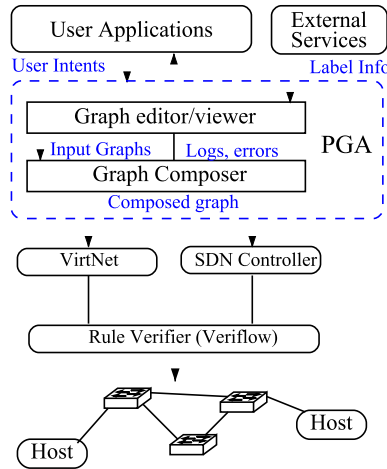 User Applications
External
Services
User Intents
Label Info
Graph editor/viewer
PGA
Input Graphs
Logs, errors
Graph Composer
Composed graph
VirtNet
SDN Controller
Rule Verifier (Veriflow)
Host
Host